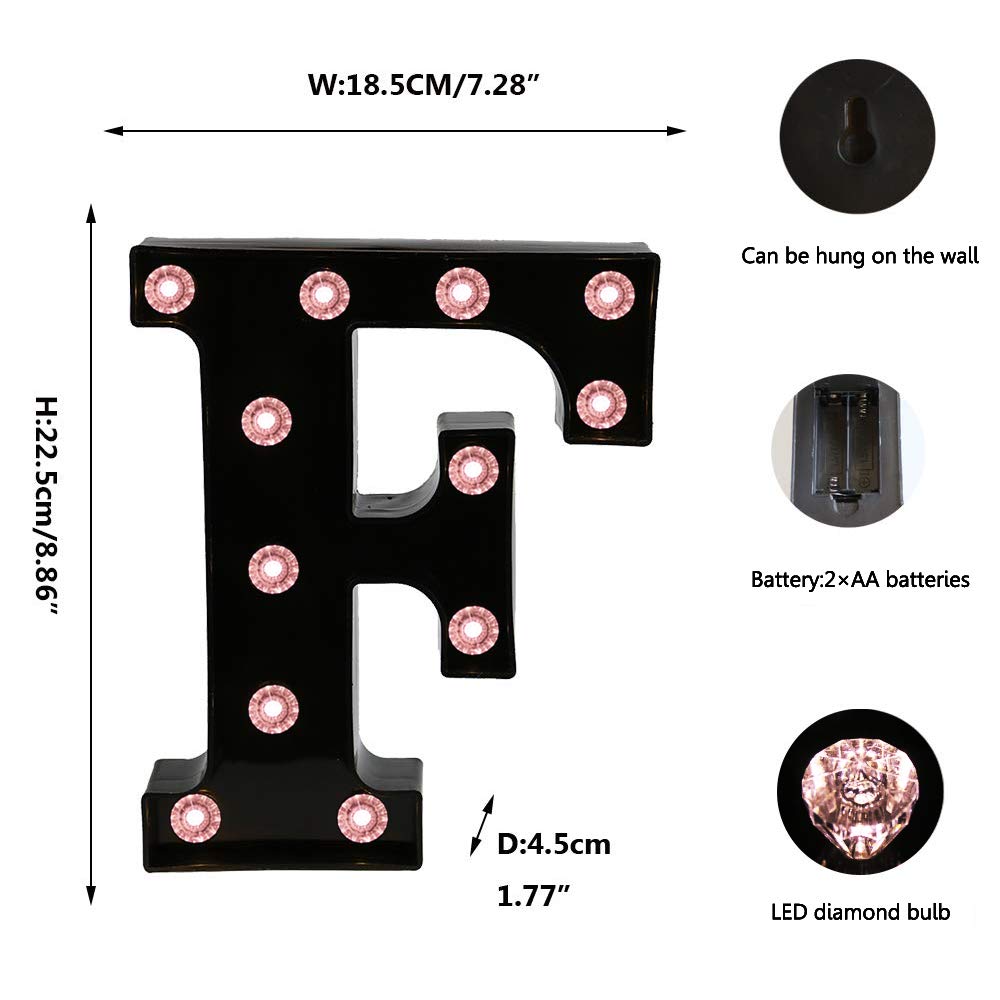 W:18.5CM/7.28”
H:22.5cm/8.86”
F
D:4.5cm
1.77”
Can be hung on the wall
Battery:2×AA batteries
LED diamond bulb